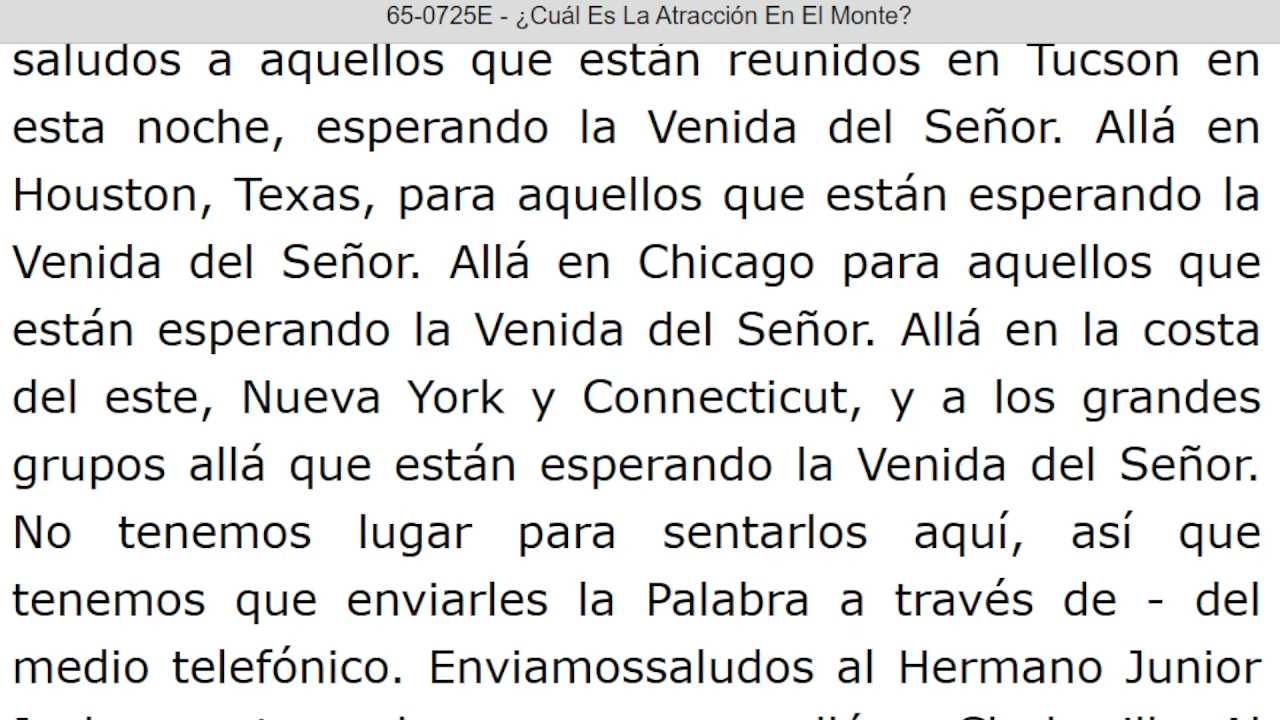 65-0725E - ¿Cuál Es La Atracción En El Monte?
saludos a aquellos que están reunidos en Tucson en
esta noche, esperando la Venida del Señor. Allá en
Houston, Texas, para aquellos que están esperando la
Venida del Señor. Allá en Chicago para aquellos que
están esperando la Venida del Señor. Allá en la costa
del este, Nueva York y Connecticut, y a los grandes
grupos allá que están esperando la Venida del Señor.
No tenemos lugar para sentarlos aquí, así que
tenemos que enviarles la Palabra a través de - del
medio telefónico. Enviamossaludos al Hermano Junior